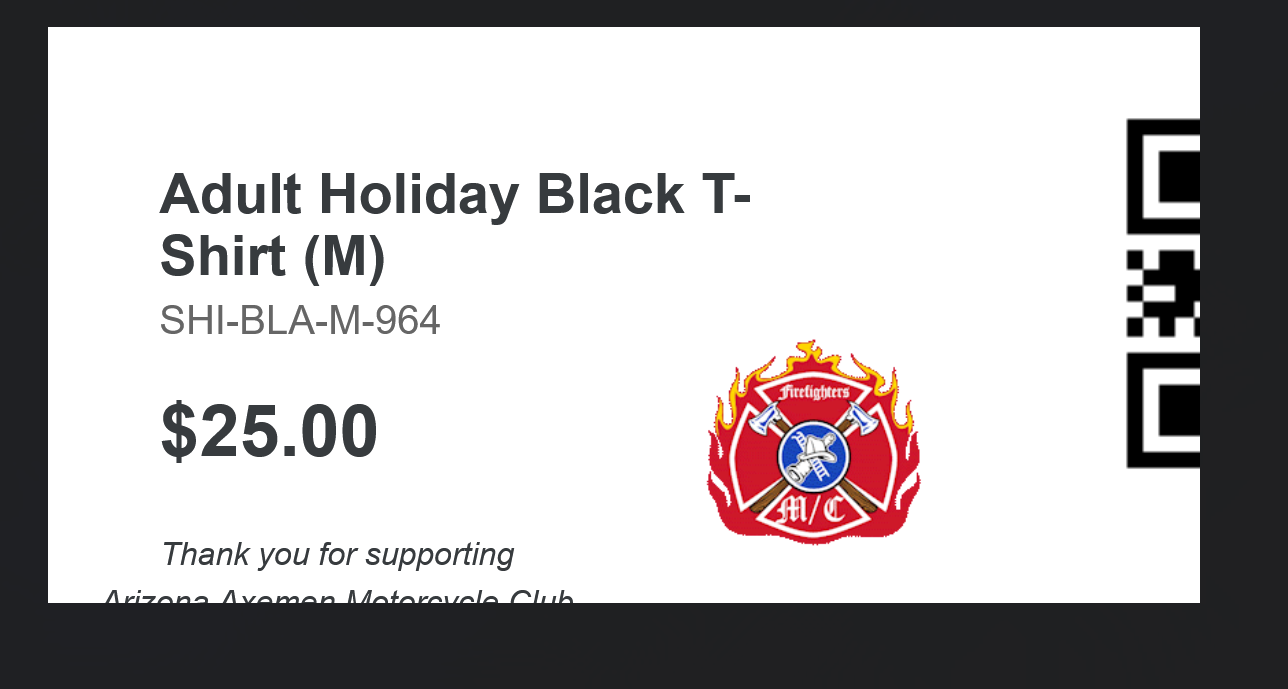 Adult Holiday Black T-
Shirt (M)
SHI-BLA-M-964
$25.00
Firefighters
M/C
Thank you for supporting
Arizona Axemen Motorcycle Club